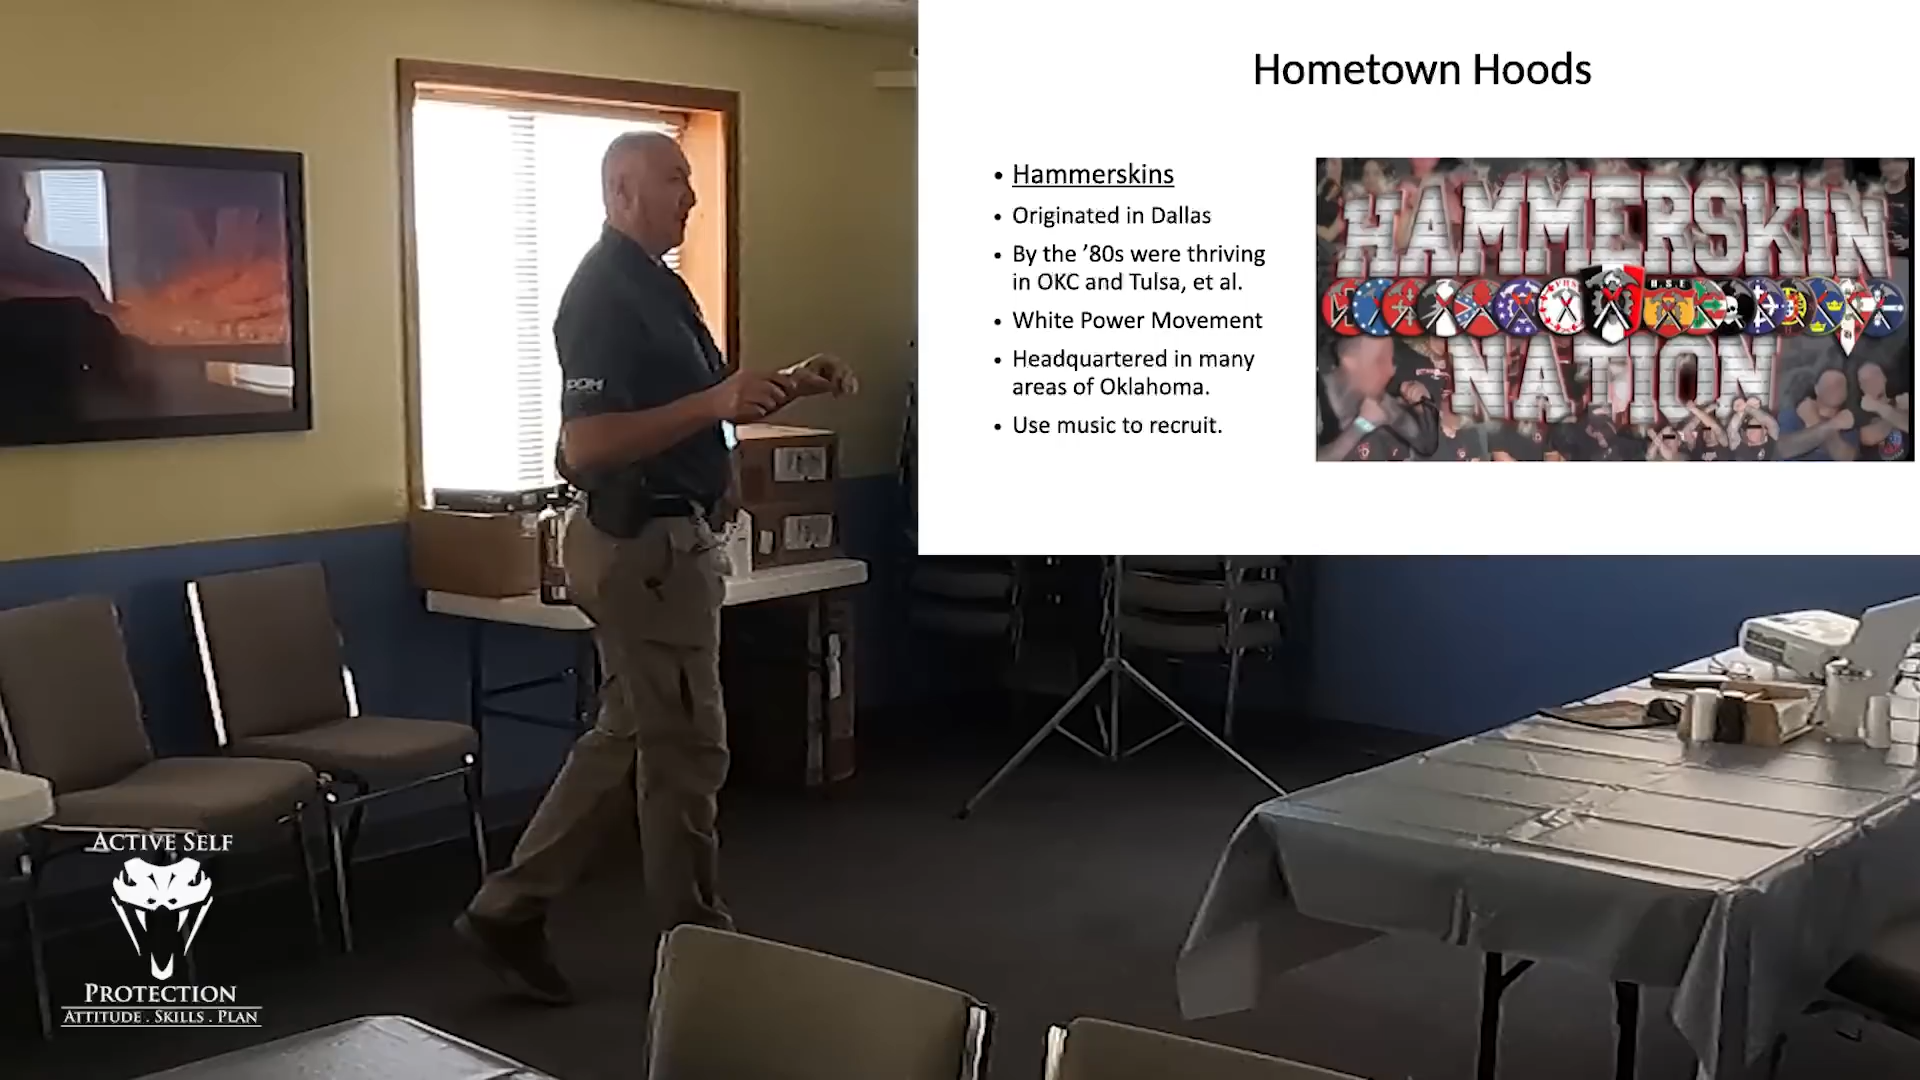 Hometown Hoods
• Hammerskins
• Originated in Dallas
• By the ’80s were thriving
in OKC and Tulsa, et al.
• White Power Movement
• Headquartered in many
areas of Oklahoma.
• Use music to recruit.
HAMMERSKIN
NATION
ACTIVE SELF
PROTECTION
ATTITUDE . SKILLS . PLAN